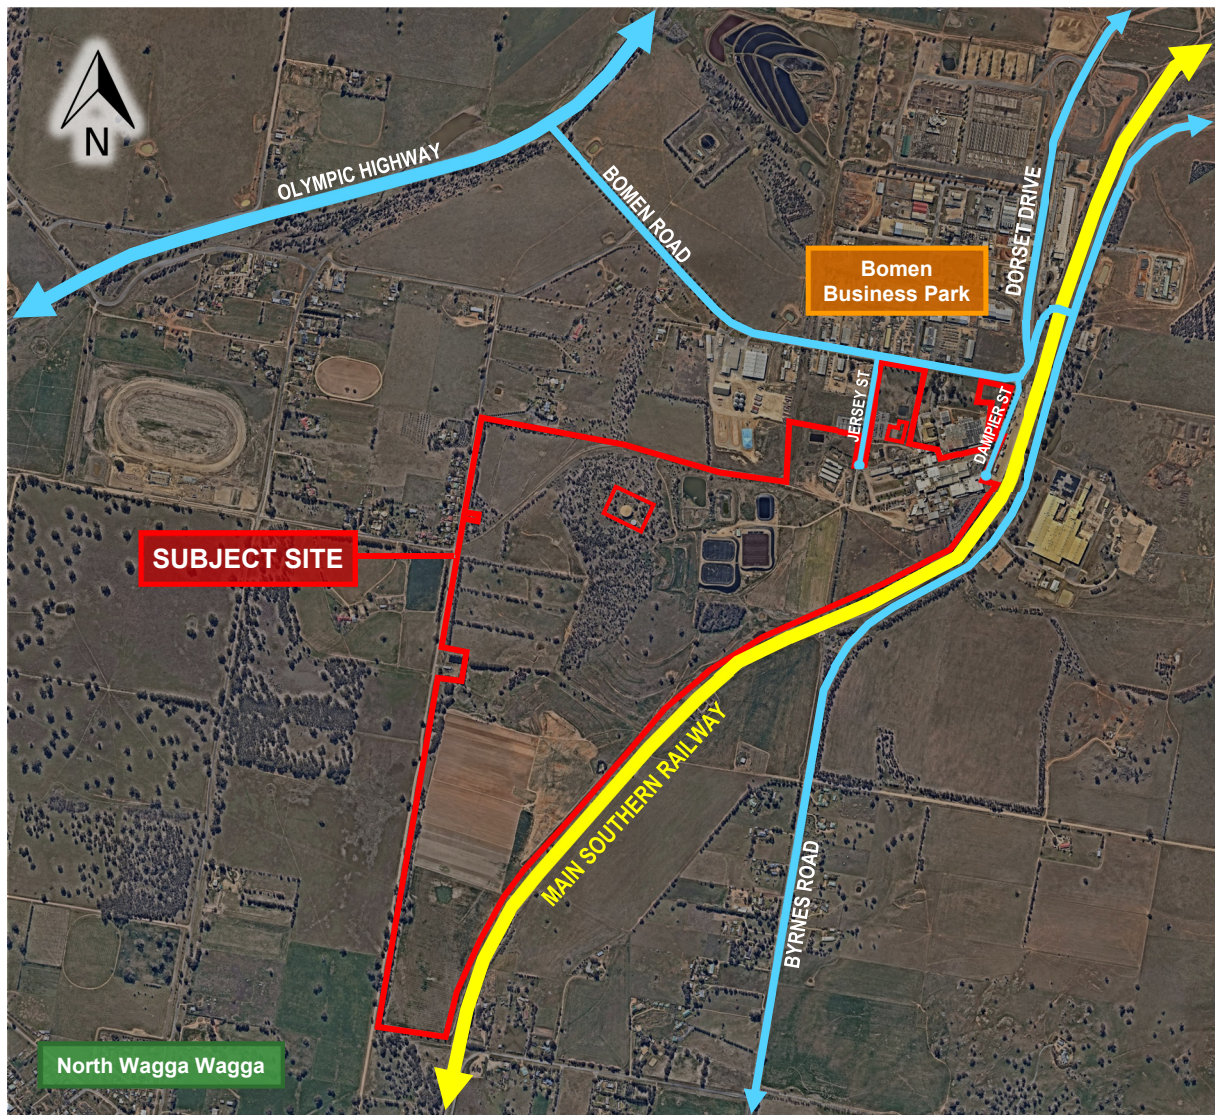 N
OLYMPIC HIGHWAY
BOMEN ROAD
DORSET DRIVE
Bomen
Business Park
JERSEY ST
DAMPIER ST
SUBJECT SITE
MAIN SOUTHERN RAILWAY
BYRNES ROAD
North Wagga Wagga